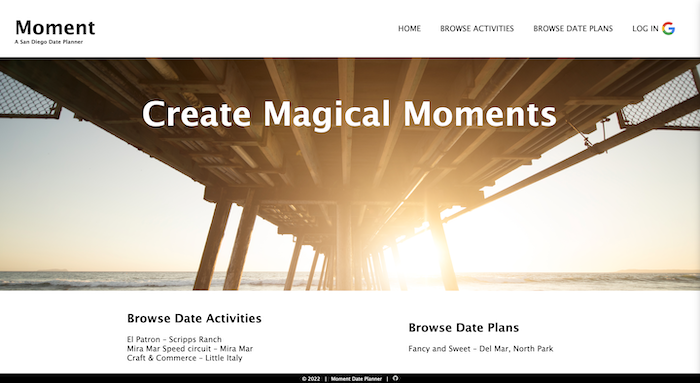 Moment
A San Diego Date Planner
HOME BROWSE ACTIVITIES BROWSE DATE PLANS LOG IN
Create Magical Moments
Browse Date Activities
El Patron – Scripps Ranch
Mira Mar Speed circuit – Mira Mar
Craft & Commerce – Little Italy
Browse Date Plans
Fancy and Sweet – Del Mar, North Park
© 2022 | Moment Date Planner |